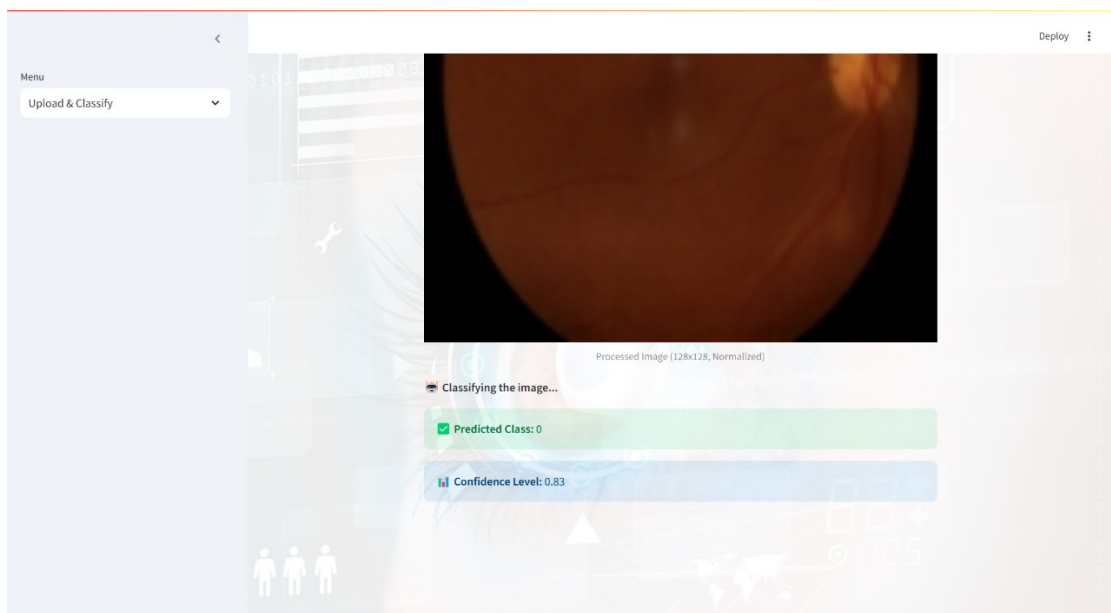 Deploy
Menu
Upload & Classify
Processed Image (128x128, Normalized)
Classifying the image...
Predicted Class: 0
Confidence Level: 0.83